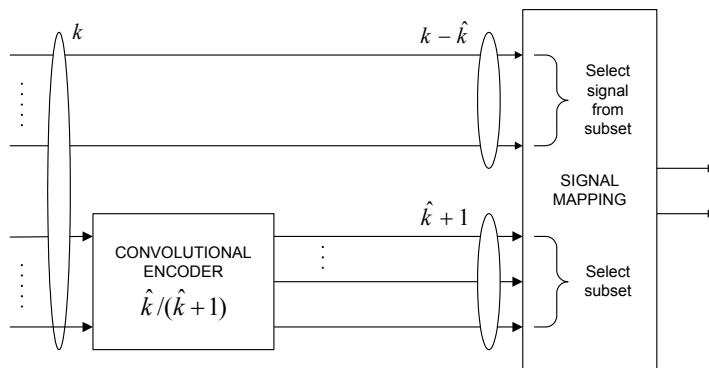 k
k − k̂
Select
signal
from
subset
SIGNAL
MAPPING
k̂ + 1
CONVOLUTIONAL
ENCODER
k̂ /(k̂ + 1)
Select
subset